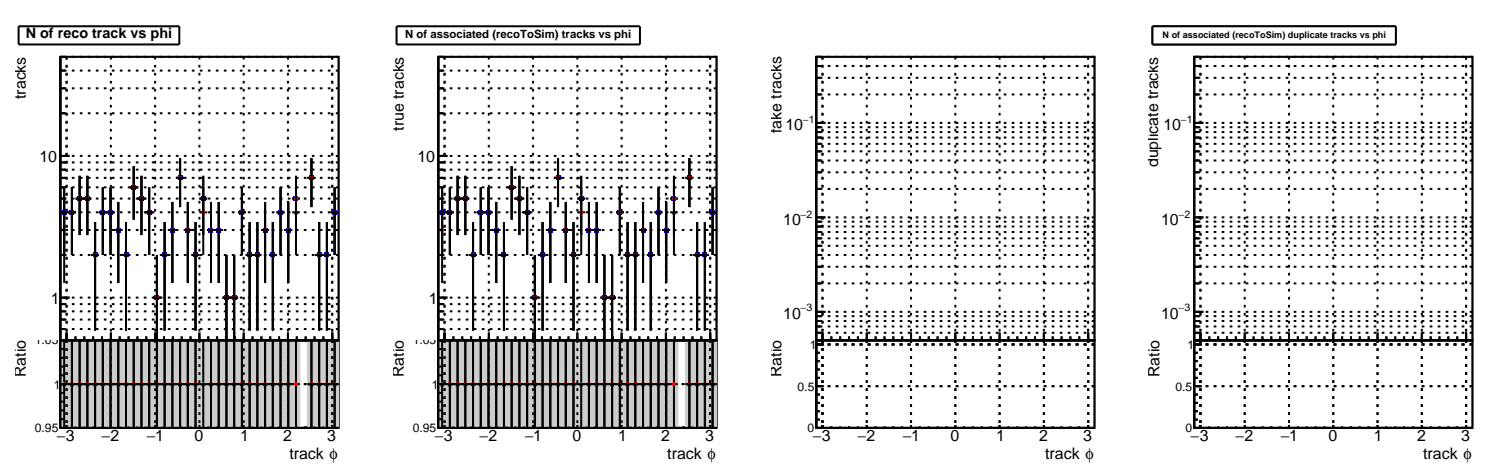 N of reco track vs phi
tracks
10
1
Ratio
1.05
1
0.95
−3 −2 −1 0 1 2 3
track ϕ
N of associated (recoToSim) tracks vs phi
true tracks
10
1
Ratio
1.05
1
0.95
−3 −2 −1 0 1 2 3
track ϕ
fake tracks
10−1
10−2
10−3
Ratio
1
0.5
0
−3 −2 −1 0 1 2 3
track ϕ
N of associated (recoToSim) duplicate tracks vs phi
duplicate tracks
10−1
10−2
10−3
Ratio
1
0.5
0
−3 −2 −1 0 1 2 3
track ϕ